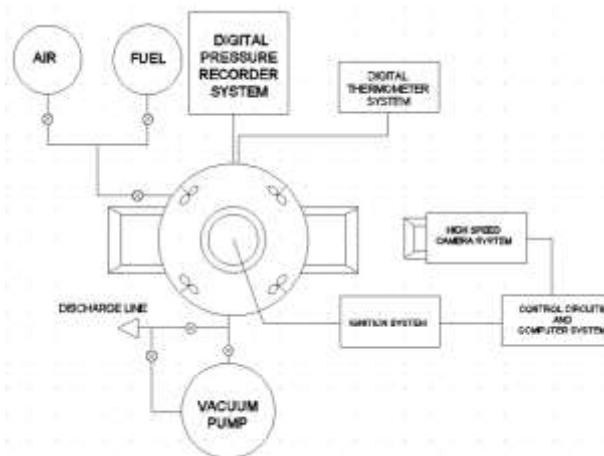 AIR
FUEL
DIGITAL
PRESSURE
RECORDER
SYSTEM
DIGITAL
THERMOMETER
SYSTEM
HIGH SPEED
CAMERA SYSTEM
DISCHARGE LINE
IGNITION SYSTEM
CONTROL CIRCUITS
AND
COMPUTER SYSTEM
VACUUM
PUMP